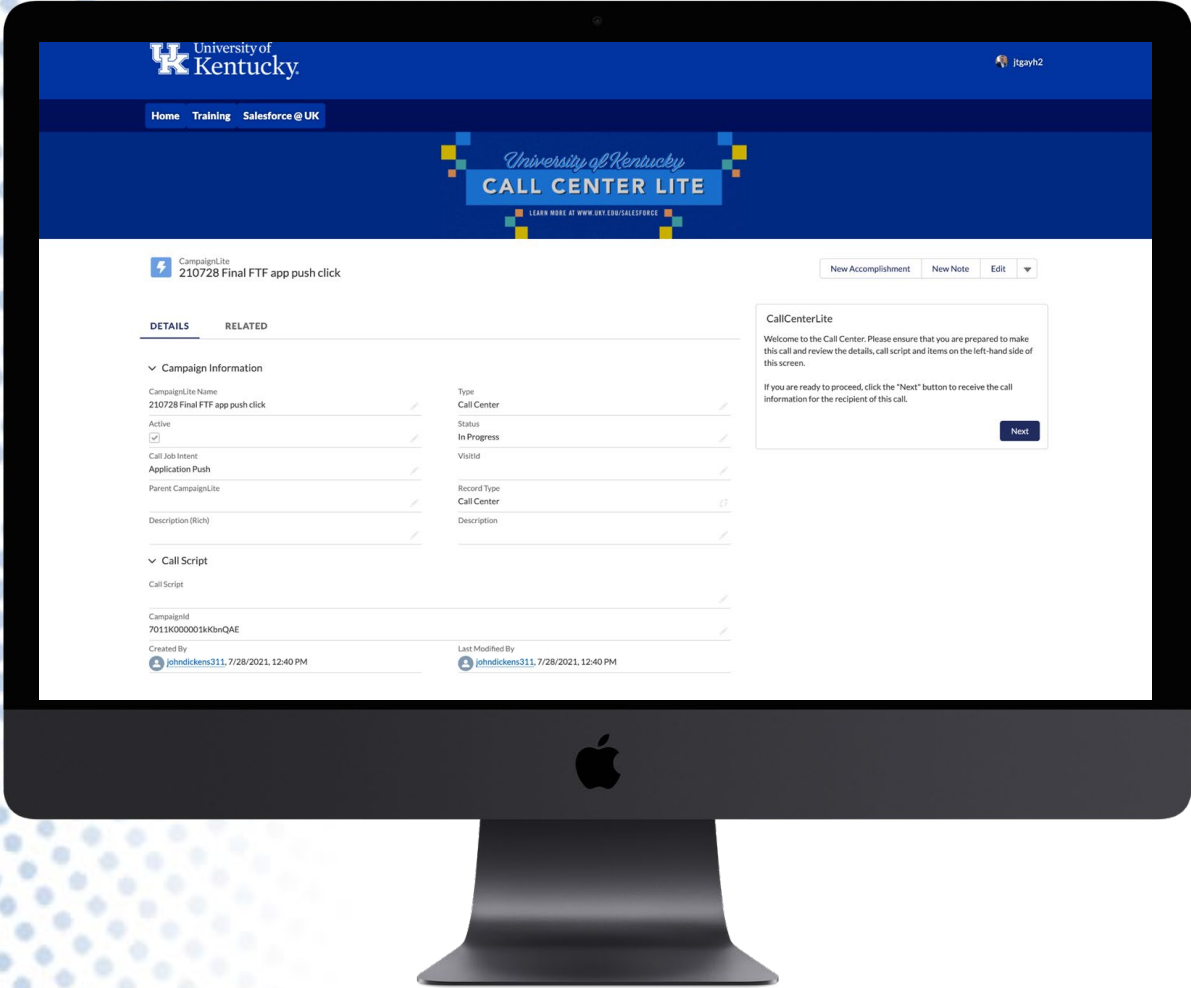 University of
UK Kentucky.
jtgayh2
Home Training Salesforce @ UK
University of Kentucky
CALL CENTER LITE
LEARN MORE AT WWW.UKY.EDU/SALESFORCE
CampaignLite
210728 Final FTF app push click
New Accomplishment New Note Edit
DETAILS RELATED
Campaign Information
CampaignLite Name
210728 Final FTF app push click
Type
Call Center
Active
Status
In Progress
Call Job Intent
Application Push
VisitId
Parent CampaignLite
Record Type
Call Center
Description (Rich)
Description
Call Script
Call Script
CampaignId
7011K000001kKbnQAE
Created By
johndickens311, 7/28/2021, 12:40 PM
Last Modified By
johndickens311, 7/28/2021, 12:40 PM
CallCenterLite
Welcome to the Call Center. Please ensure that you are prepared to make
this call and review the details, call script and items on the left-hand side of
this screen.
If you are ready to proceed, click the "Next" button to receive the call
information for the recipient of this call.
Next